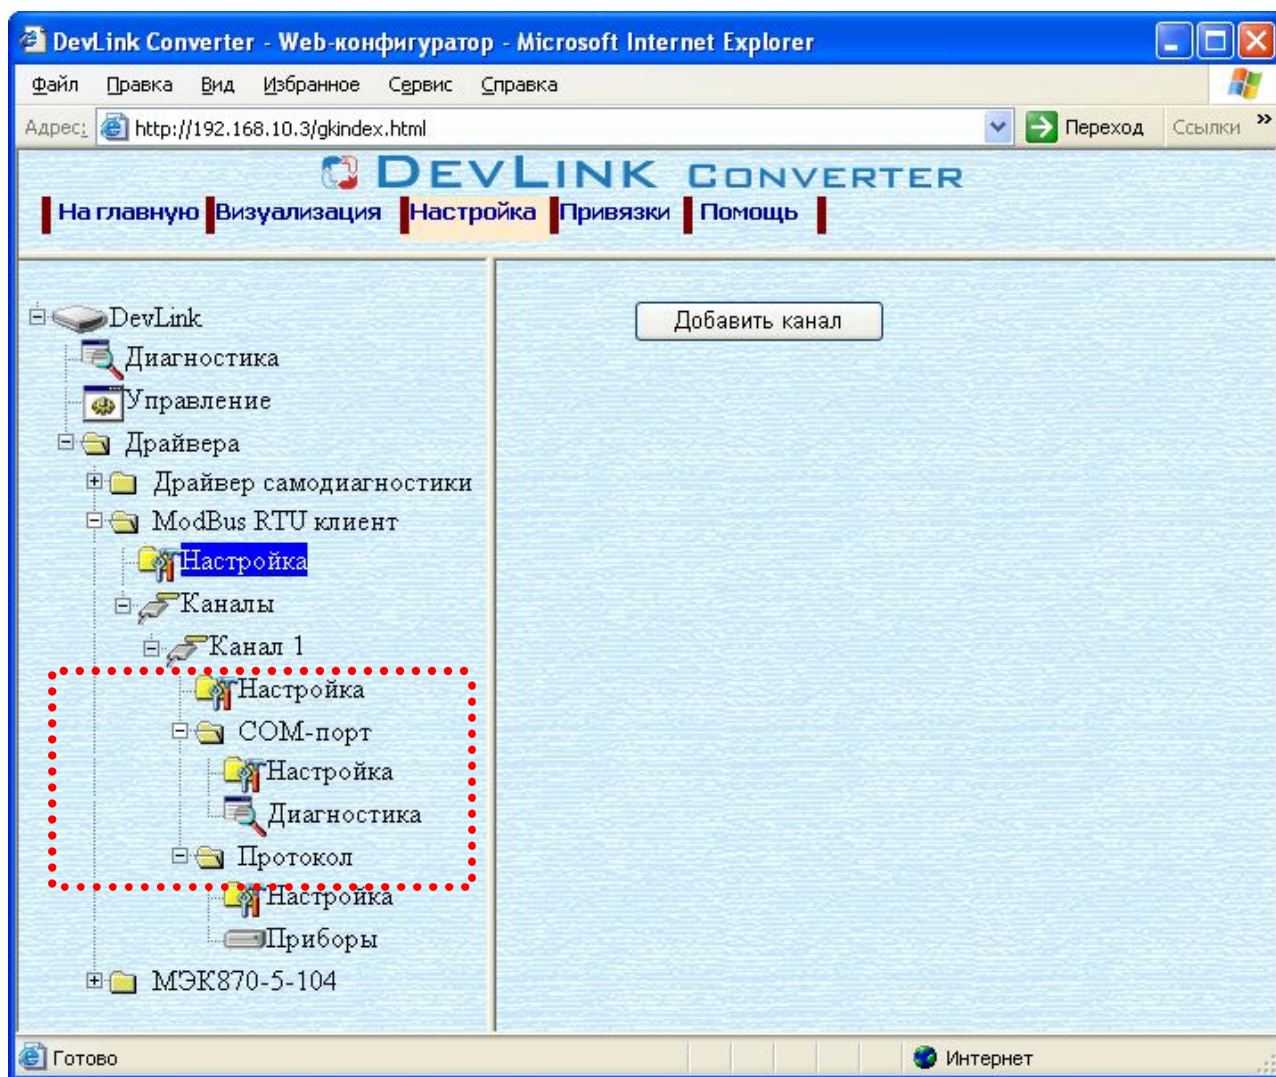 DevLink Converter - Web-конфигуратор - Microsoft Internet Explorer
Файл Правка Вид Избранное Сервис Справка
Адрес: http://192.168.10.3/gkindex.html Переход Ссылки »
DEVLINK CONVERTER
На главную Визуализация Настройка Привязки Помощь
Добавить канал
DevLink
Диагностика
Управление
Драйвера
Драйвер самодиагностики
ModBus RTU клиент
Настройка
Каналы
Канал 1
Настройка
COM-порт
Настройка
Диагностика
Протокол
Настройка
Приборы
МЭК870-5-104
Готово Интернет